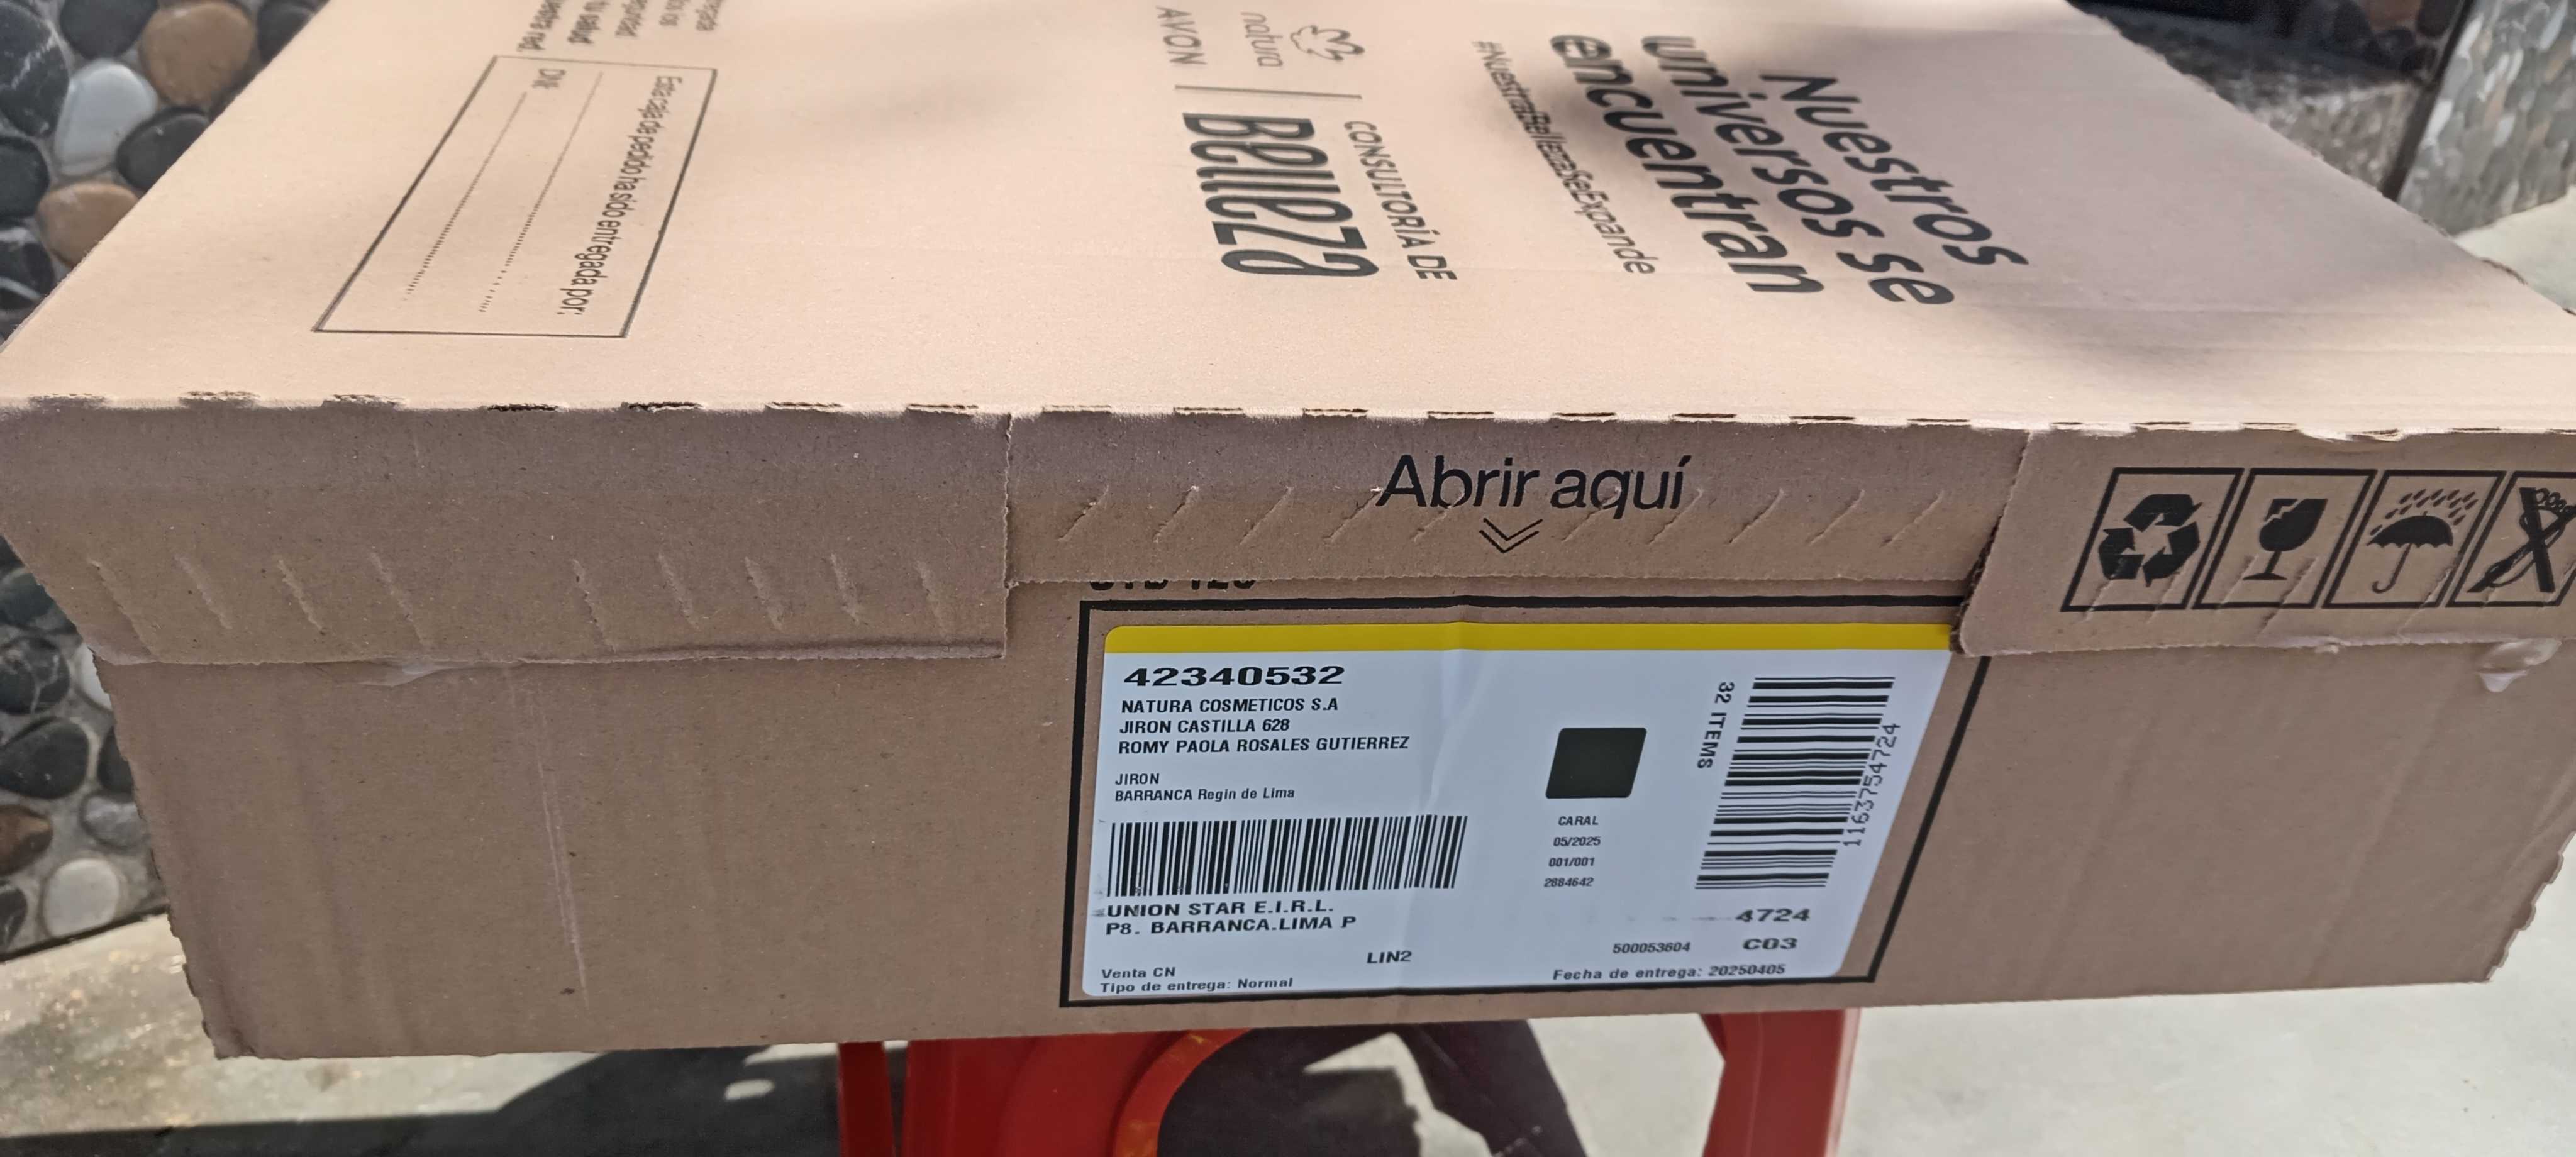 Nuestros
universos se
encuentran
#NuestraBellezaSeExpande
natura
AVON
CONSULTORÍA DE
Belleza
Esta caja de pedido ha sido entregada por:
DNI:
tu salud
Abrir aquí
42340532
NATURA COSMETICOS S.A
JIRON CASTILLA 628
ROMY PAOLA ROSALES GUTIERREZ
JIRON
BARRANCA Regin de Lima
UNION STAR E.I.R.L.
P8. BARRANCA.LIMA P
LIN2
Venta CN
Tipo de entrega: Normal
CARAL
05/2025
001/001
2884642
32 ITEMS
1163754724
4724
500053604 C03
Fecha de entrega: 20250405